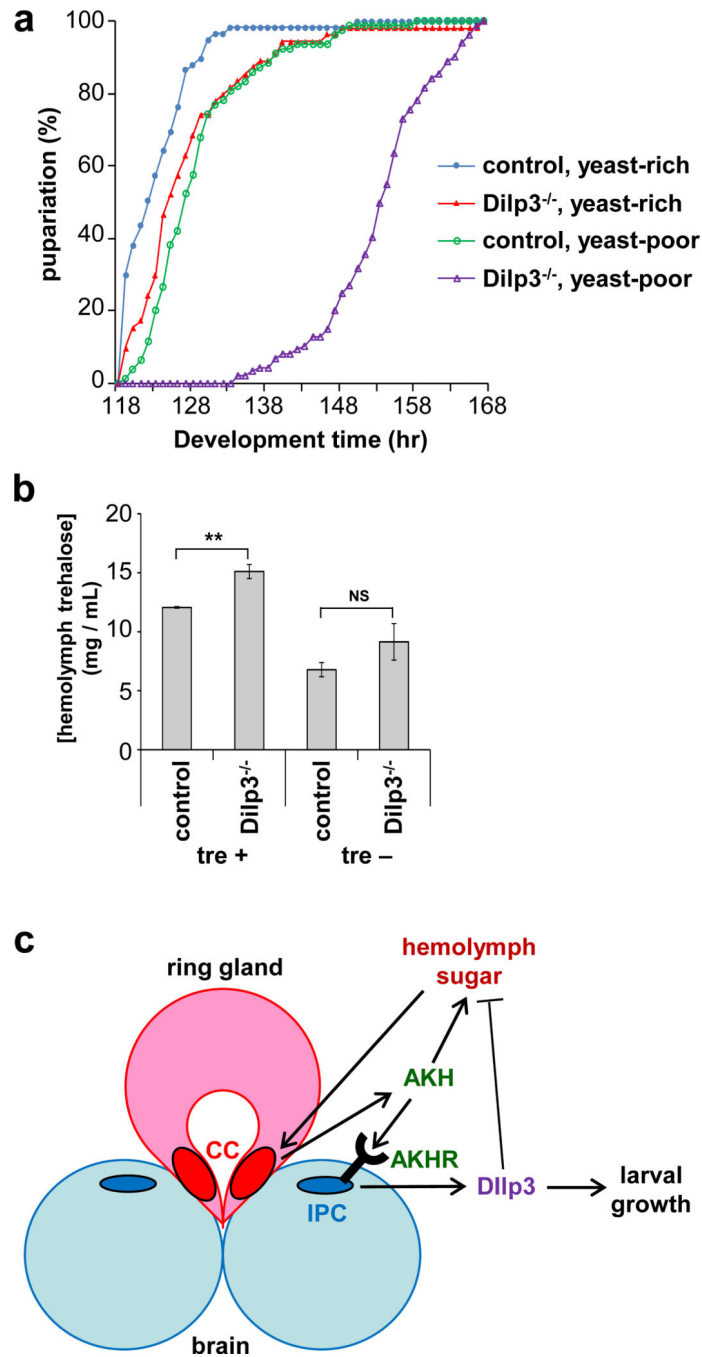 a
100
80
60
40
20
0
pupariation (%)
118 128 138 148 158 168
Development time (hr)
control, yeast-rich
Dilp3-/-, yeast-rich
control, yeast-poor
Dilp3-/-, yeast-poor
b
[hemolymph trehalose]
(mg / mL)
20
15
10
5
0
**
NS
control
Dilp3-/-
control
Dilp3-/-
tre +
tre –
c
ring gland
hemolymph
sugar
AKH
CC
AKHR
IPC
DIlp3
larval
growth
brain